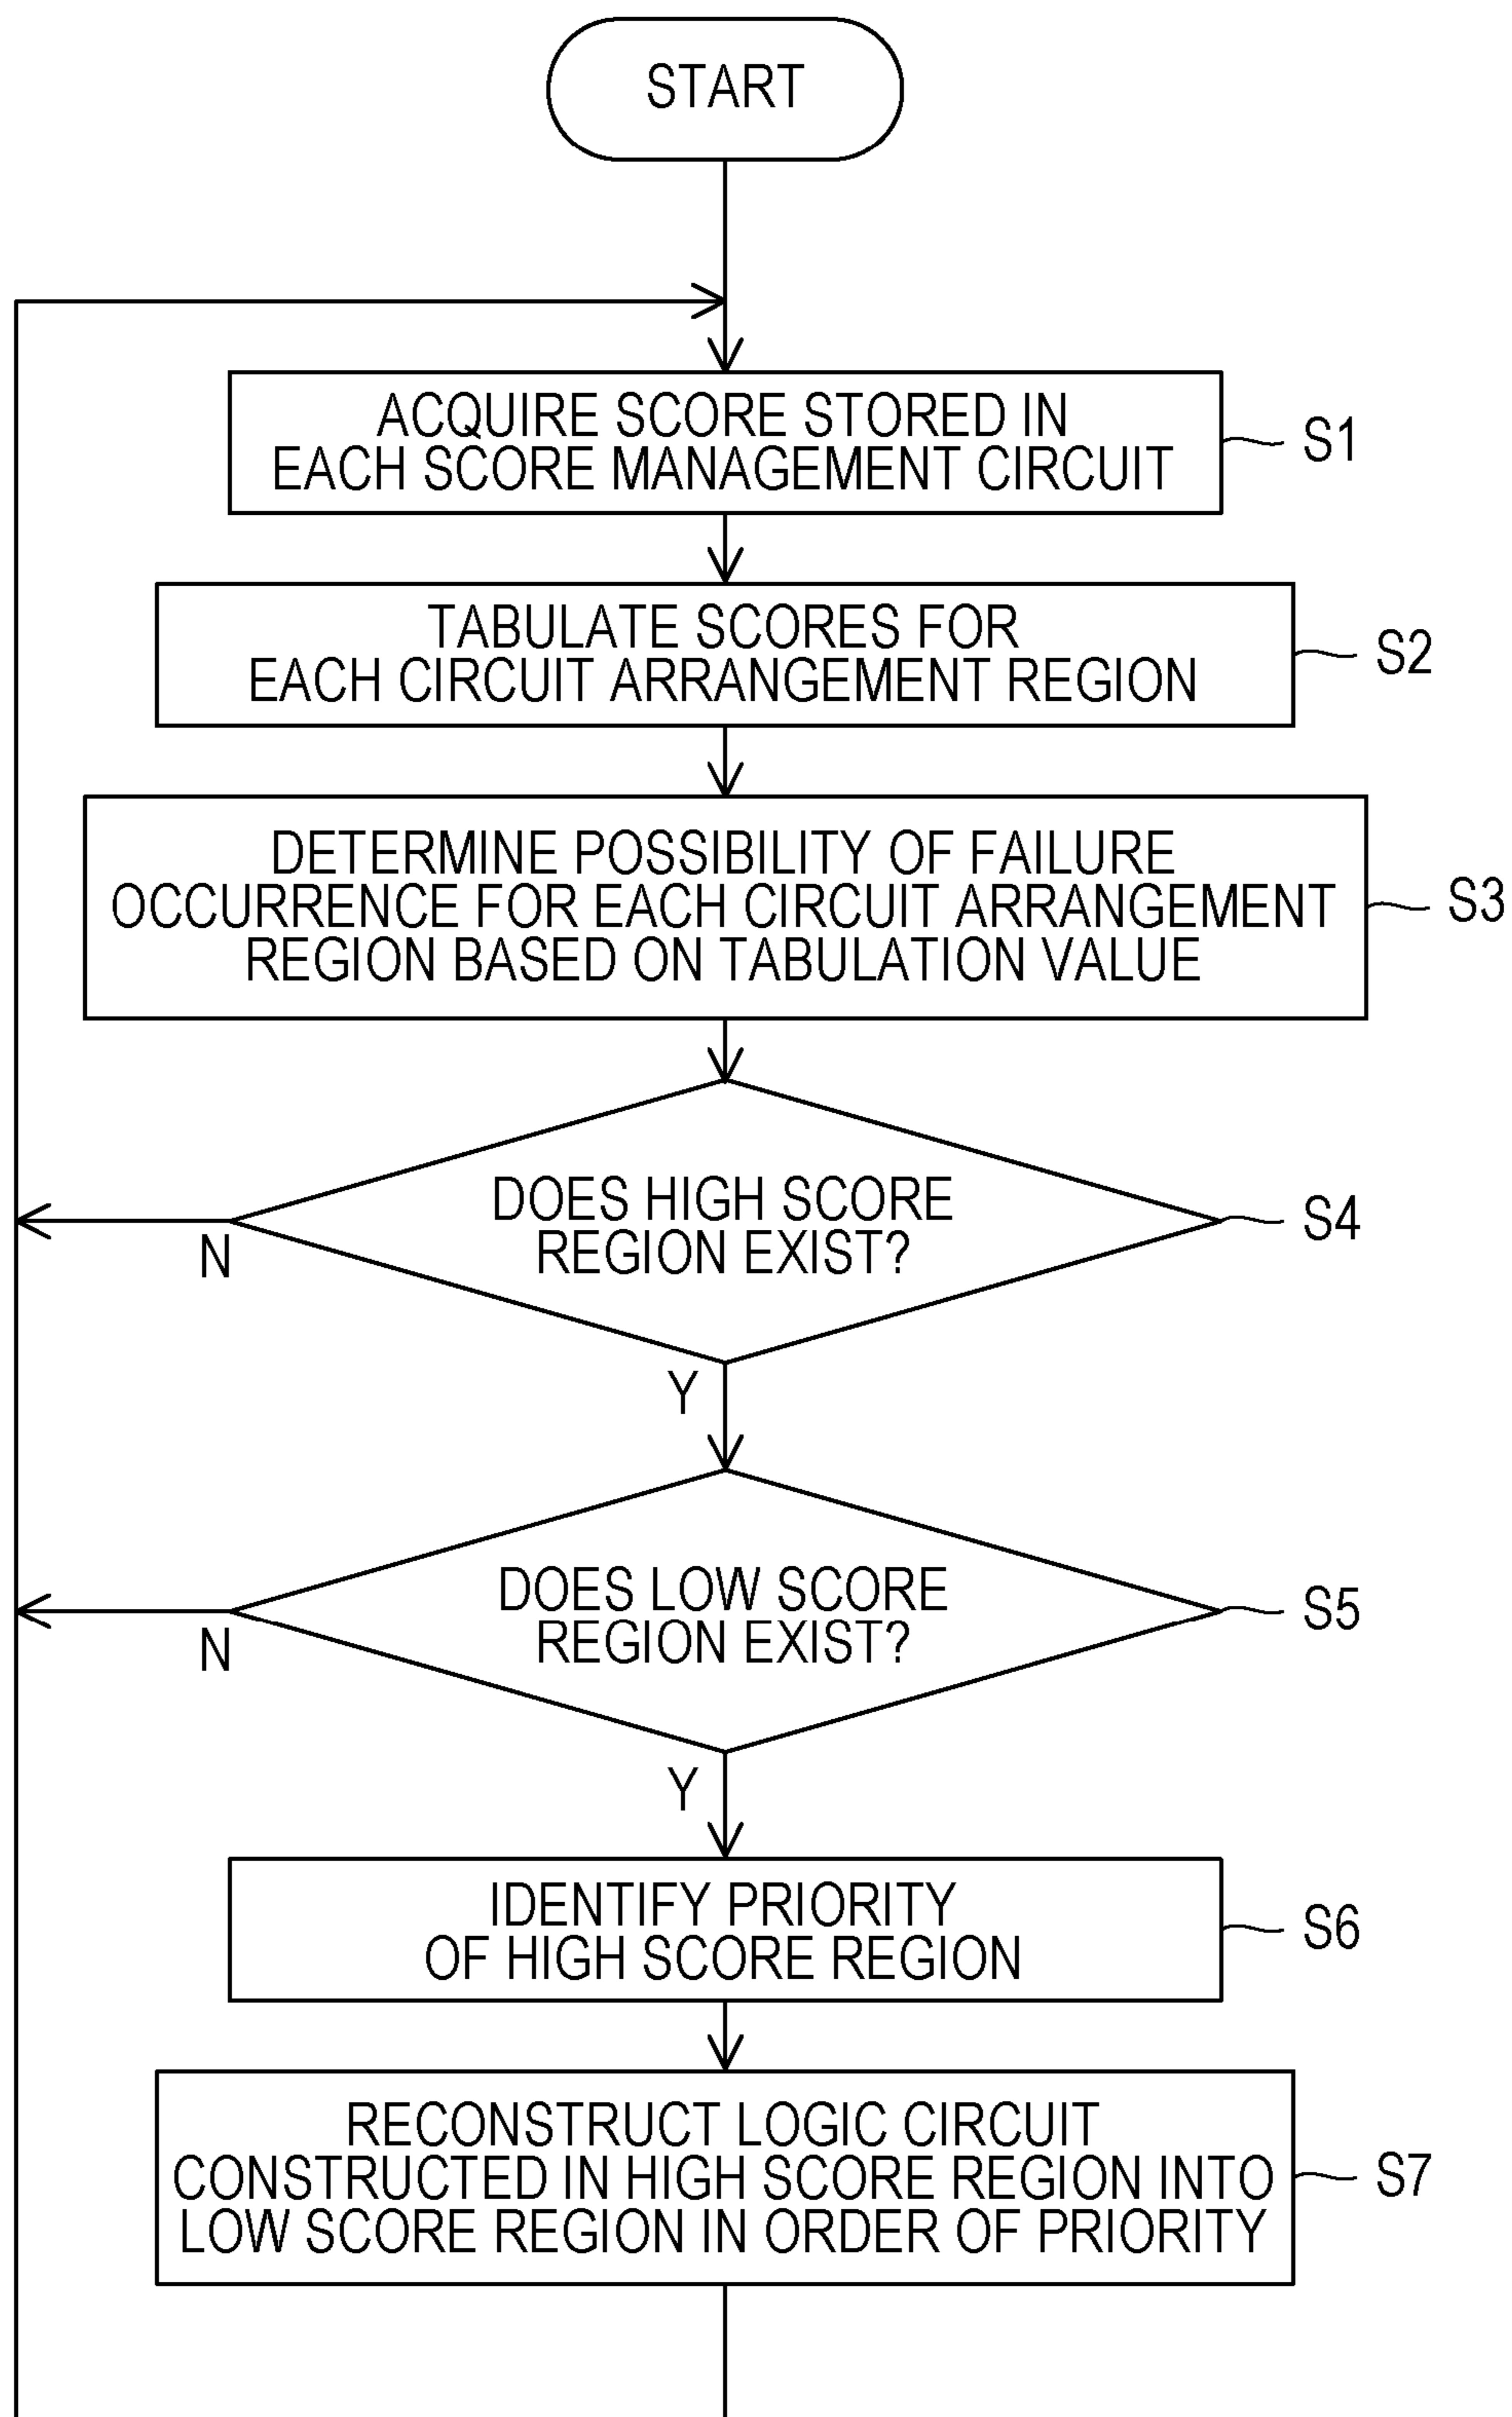 START
ACQUIRE SCORE STORED IN
EACH SCORE MANAGEMENT CIRCUIT
S1
TABULATE SCORES FOR
EACH CIRCUIT ARRANGEMENT REGION
S2
DETERMINE POSSIBILITY OF FAILURE
OCCURRENCE FOR EACH CIRCUIT ARRANGEMENT
REGION BASED ON TABULATION VALUE
S3
DOES HIGH SCORE
REGION EXIST?
S4
N
Y
DOES LOW SCORE
REGION EXIST?
S5
N
Y
IDENTIFY PRIORITY
OF HIGH SCORE REGION
S6
RECONSTRUCT LOGIC CIRCUIT
CONSTRUCTED IN HIGH SCORE REGION INTO
LOW SCORE REGION IN ORDER OF PRIORITY
S7